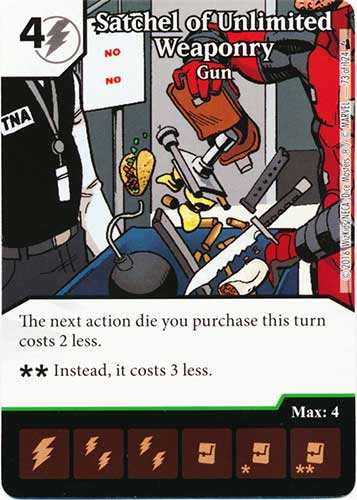 4
Satchel of Unlimited
Weaponry
Gun
NO
NO
TNA
The next action die you purchase this turn
costs 2 less.
** Instead, it costs 3 less.
Max: 4
*
**